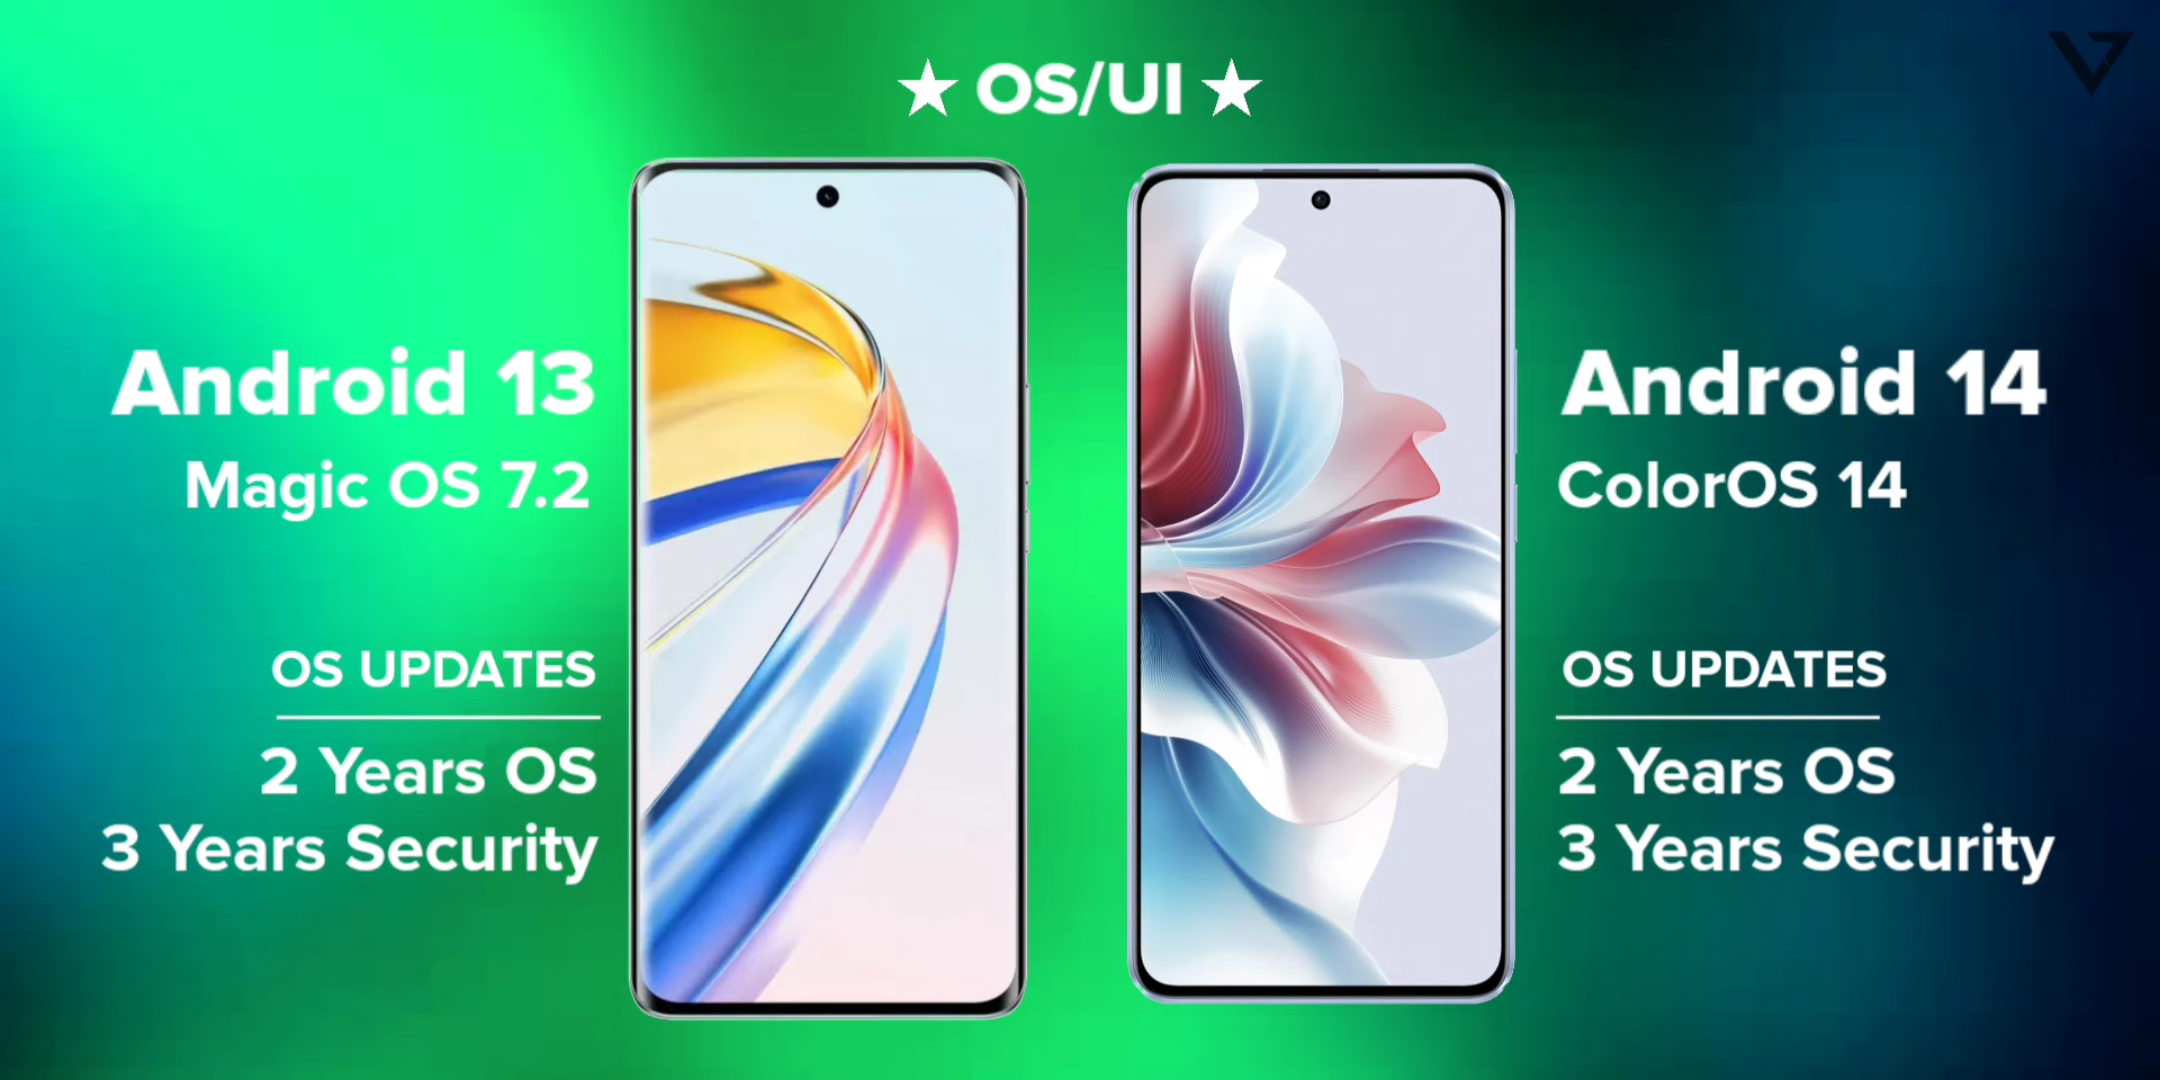 ★ OS/UI ★
Android 13
Magic OS 7.2
OS UPDATES
2 Years OS
3 Years Security
Android 14
ColorOS 14
OS UPDATES
2 Years OS
3 Years Security